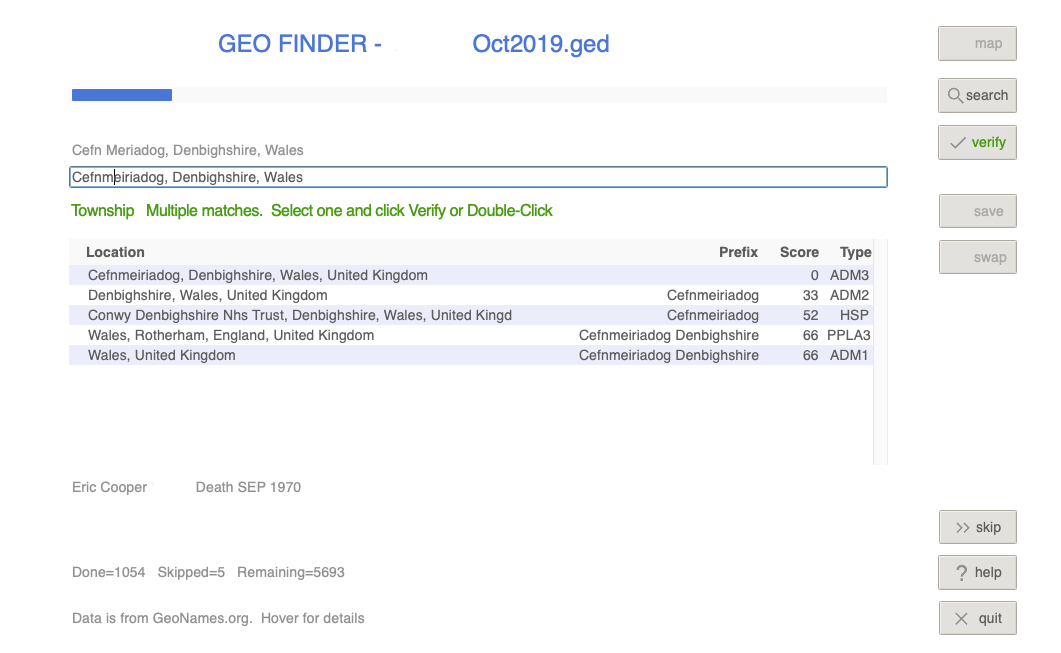 GEO FINDER - Oct2019.ged
map
search
Cefn Meriadog, Denbighshire, Wales
verify
Cefnmeiriadog, Denbighshire, Wales
Township Multiple matches. Select one and click Verify or Double-Click
save
Location Prefix Score Type
swap
Cefnmeiriadog, Denbighshire, Wales, United Kingdom 0 ADM3
Denbighshire, Wales, United Kingdom Cefnmeiriadog 33 ADM2
Conwy Denbighshire Nhs Trust, Denbighshire, Wales, United Kingd Cefnmeiriadog 52 HSP
Wales, Rotherham, England, United Kingdom Cefnmeiriadog Denbighshire 66 PPLA3
Wales, United Kingdom Cefnmeiriadog Denbighshire 66 ADM1
Eric Cooper Death SEP 1970
skip
Done=1054 Skipped=5 Remaining=5693
? help
Data is from GeoNames.org. Hover for details
quit